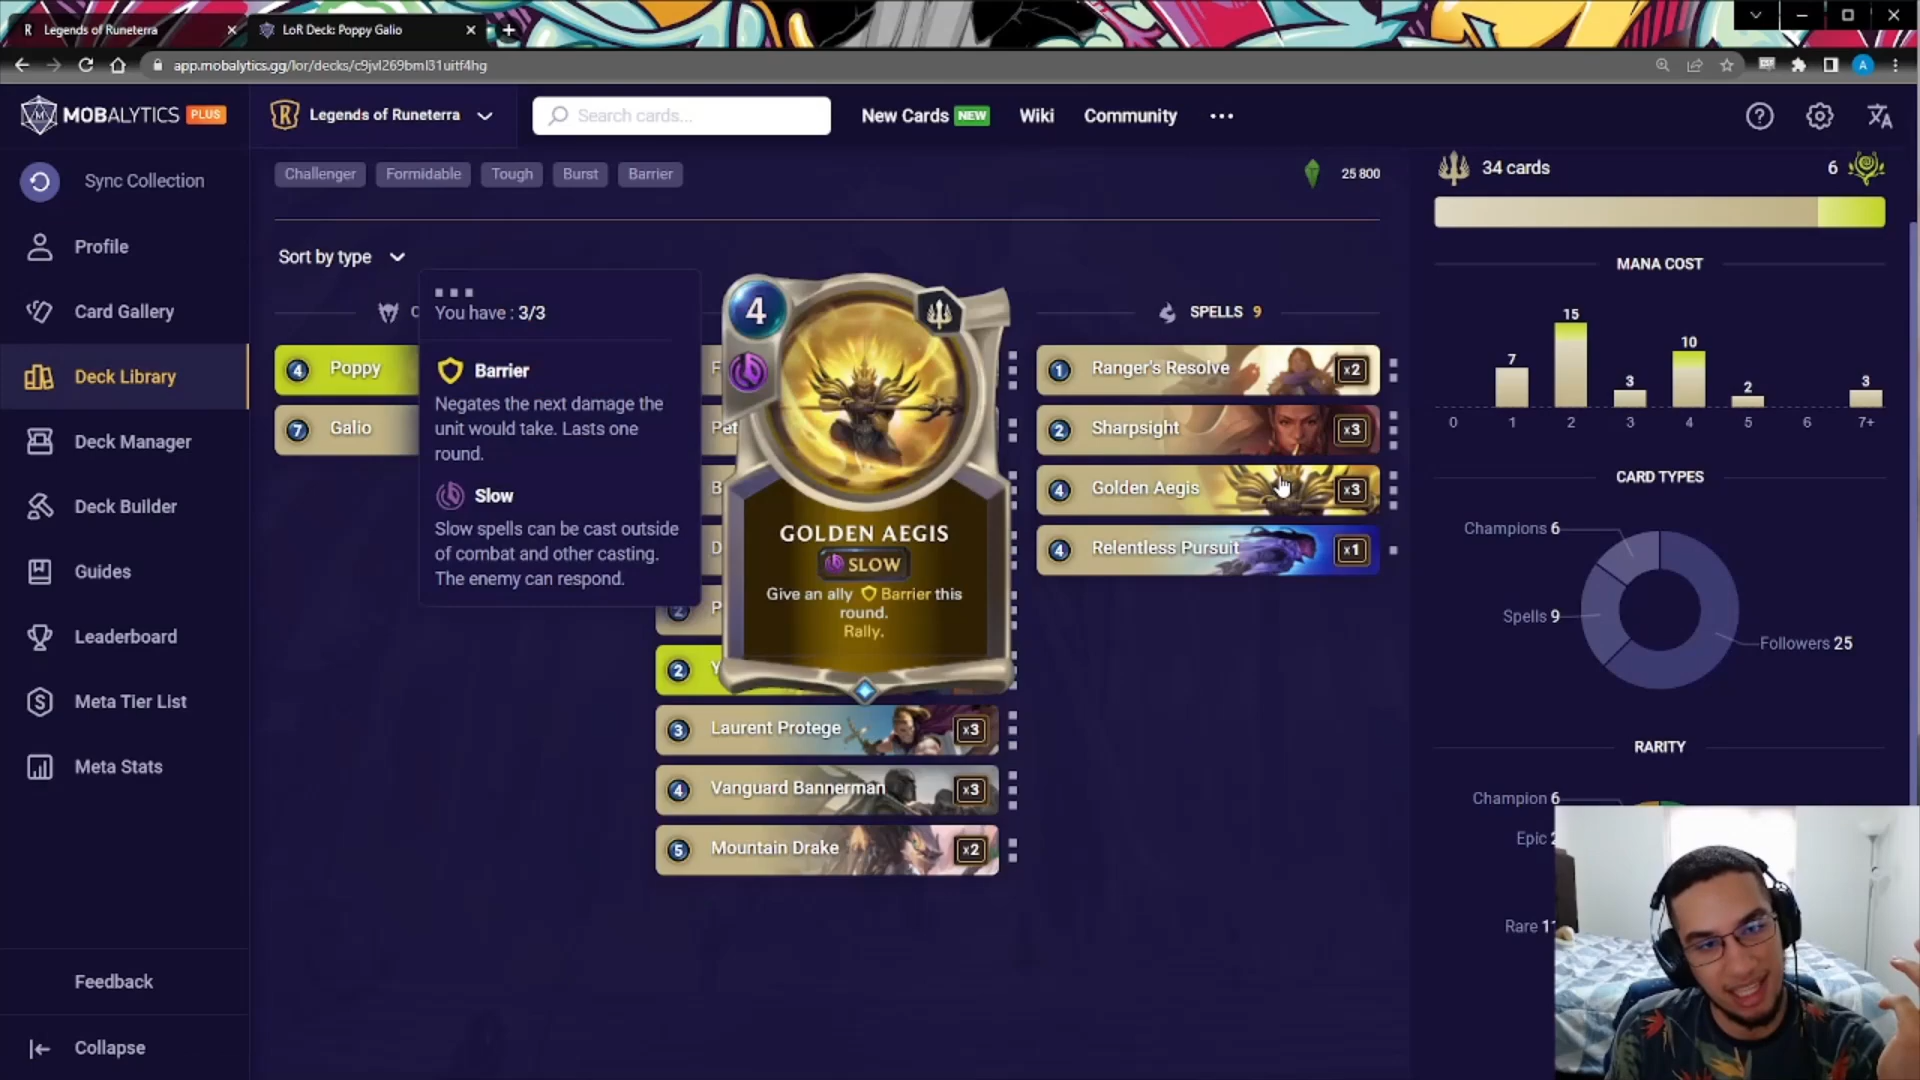 Legends of Runeterra
LoR Deck: Poppy Galio
app.mobalytics.gg/lor/decks/c9jvl269bml31uitf4hg
A
MOBALYTICS PLUS
Legends of Runeterra
Search cards...
New Cards NEW
Wiki
Community
Sync Collection
Profile
Card Gallery
Deck Library
Deck Manager
Deck Builder
Guides
Leaderboard
Meta Tier List
Meta Stats
Feedback
Collapse
Challenger
Formidable
Tough
Burst
Barrier
25 800
Sort by type
4 Poppy
7 Galio
You have : 3/3
Barrier
Negates the next damage the
unit would take. Lasts one
round.
Slow
Slow spells can be cast outside
of combat and other casting.
The enemy can respond.
4
GOLDEN AEGIS
SLOW
Give an ally Barrier this
round.
Rally.
2
2
3 Laurent Protege x3
4 Vanguard Bannerman x3
5 Mountain Drake x2
SPELLS 9
1 Ranger's Resolve x2
2 Sharpsight x3
4 Golden Aegis x3
4 Relentless Pursuit x1
34 cards
6
MANA COST
7 15 3 10 2 3
0 1 2 3 4 5 6 7+
CARD TYPES
Champions 6
Spells 9
Followers 25
RARITY
Champion 6
Epic
Rare